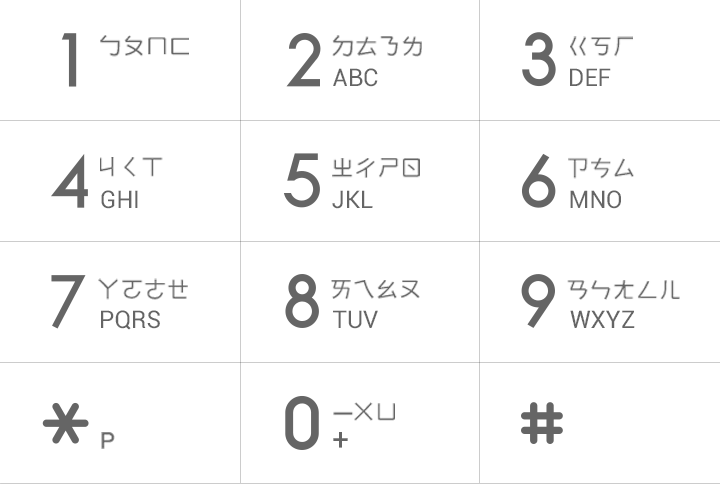 1 ㄅㄆㄇㄈ
2 ㄉㄊㄋㄌ
ABC
3 ㄍㄎㄏ
DEF
4 ㄐㄑㄒ
GHI
5 ㄓㄔㄕㄖ
JKL
6 ㄗㄘㄙ
MNO
7 ㄚㄛㄜㄝ
PQRS
8 ㄞㄟㄠㄡ
TUV
9 ㄢㄣㄤㄥㄦ
WXYZ
* P
0 ㄧㄨㄩ
+
#